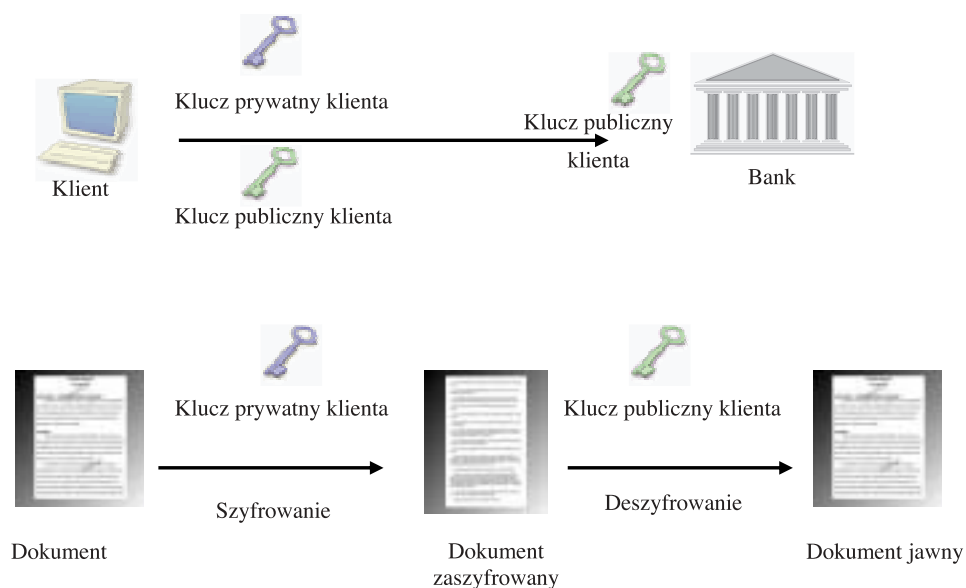 Klucz prywatny klienta
Klucz publiczny
klienta
Klient
Bank
Klucz publiczny klienta
Klucz prywatny klienta
Klucz publiczny klienta
Szyfrowanie
Deszyfrowanie
Dokument
Dokument
zaszyfrowany
Dokument jawny